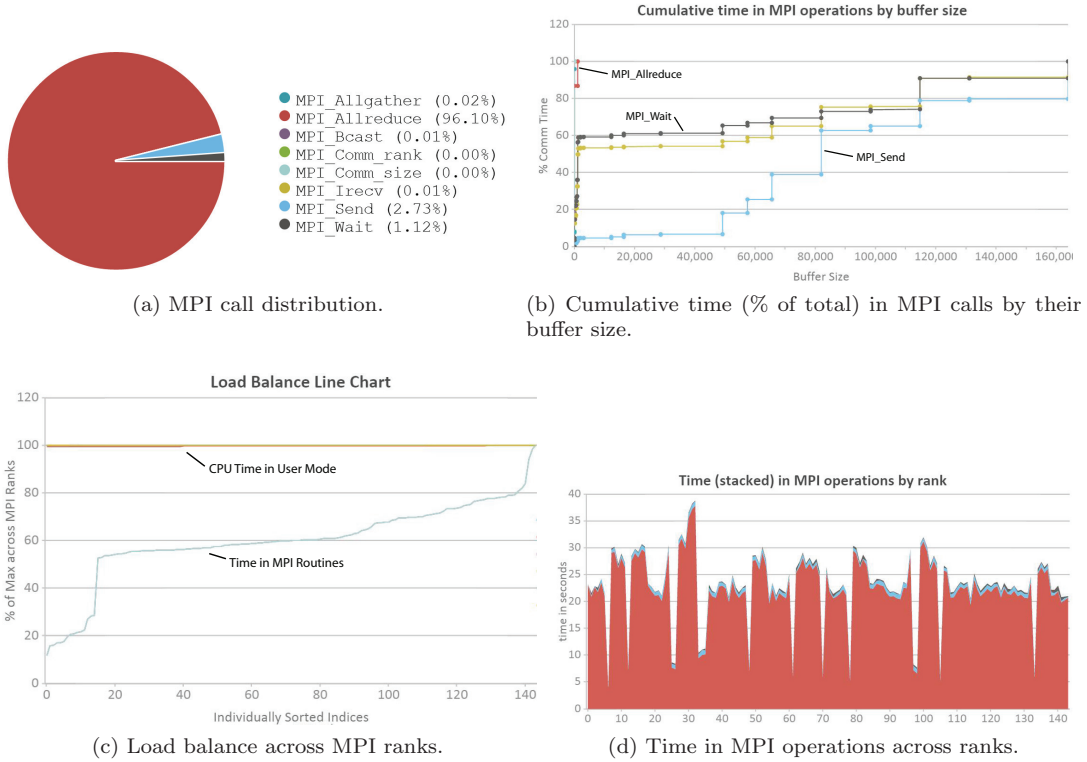 MPI_Allgather (0.02%)
MPI_Allreduce (96.10%)
MPI_Bcast (0.01%)
MPI_Comm_rank (0.00%)
MPI_Comm_size (0.00%)
MPI_Irecv (0.01%)
MPI_Send (2.73%)
MPI_Wait (1.12%)
(a) MPI call distribution.
Cumulative time in MPI operations by buffer size
120
100
80
60
40
20
0
% Comm Time
MPI_Allreduce
MPI_Wait
MPI_Send
0 20,000 40,000 60,000 80,000 100,000 120,000 140,000 160,000
Buffer Size
(b) Cumulative time (% of total) in MPI calls by their
buffer size.
Load Balance Line Chart
120
100
80
60
40
20
0
% of Max across MPI Ranks
CPU Time in User Mode
Time in MPI Routines
0 20 40 60 80 100 120 140
Individually Sorted Indices
(c) Load balance across MPI ranks.
Time (stacked) in MPI operations by rank
40
35
30
25
20
15
10
5
0
time in seconds
0 10 20 30 40 50 60 70 80 90 100 110 120 130 140
(d) Time in MPI operations across ranks.